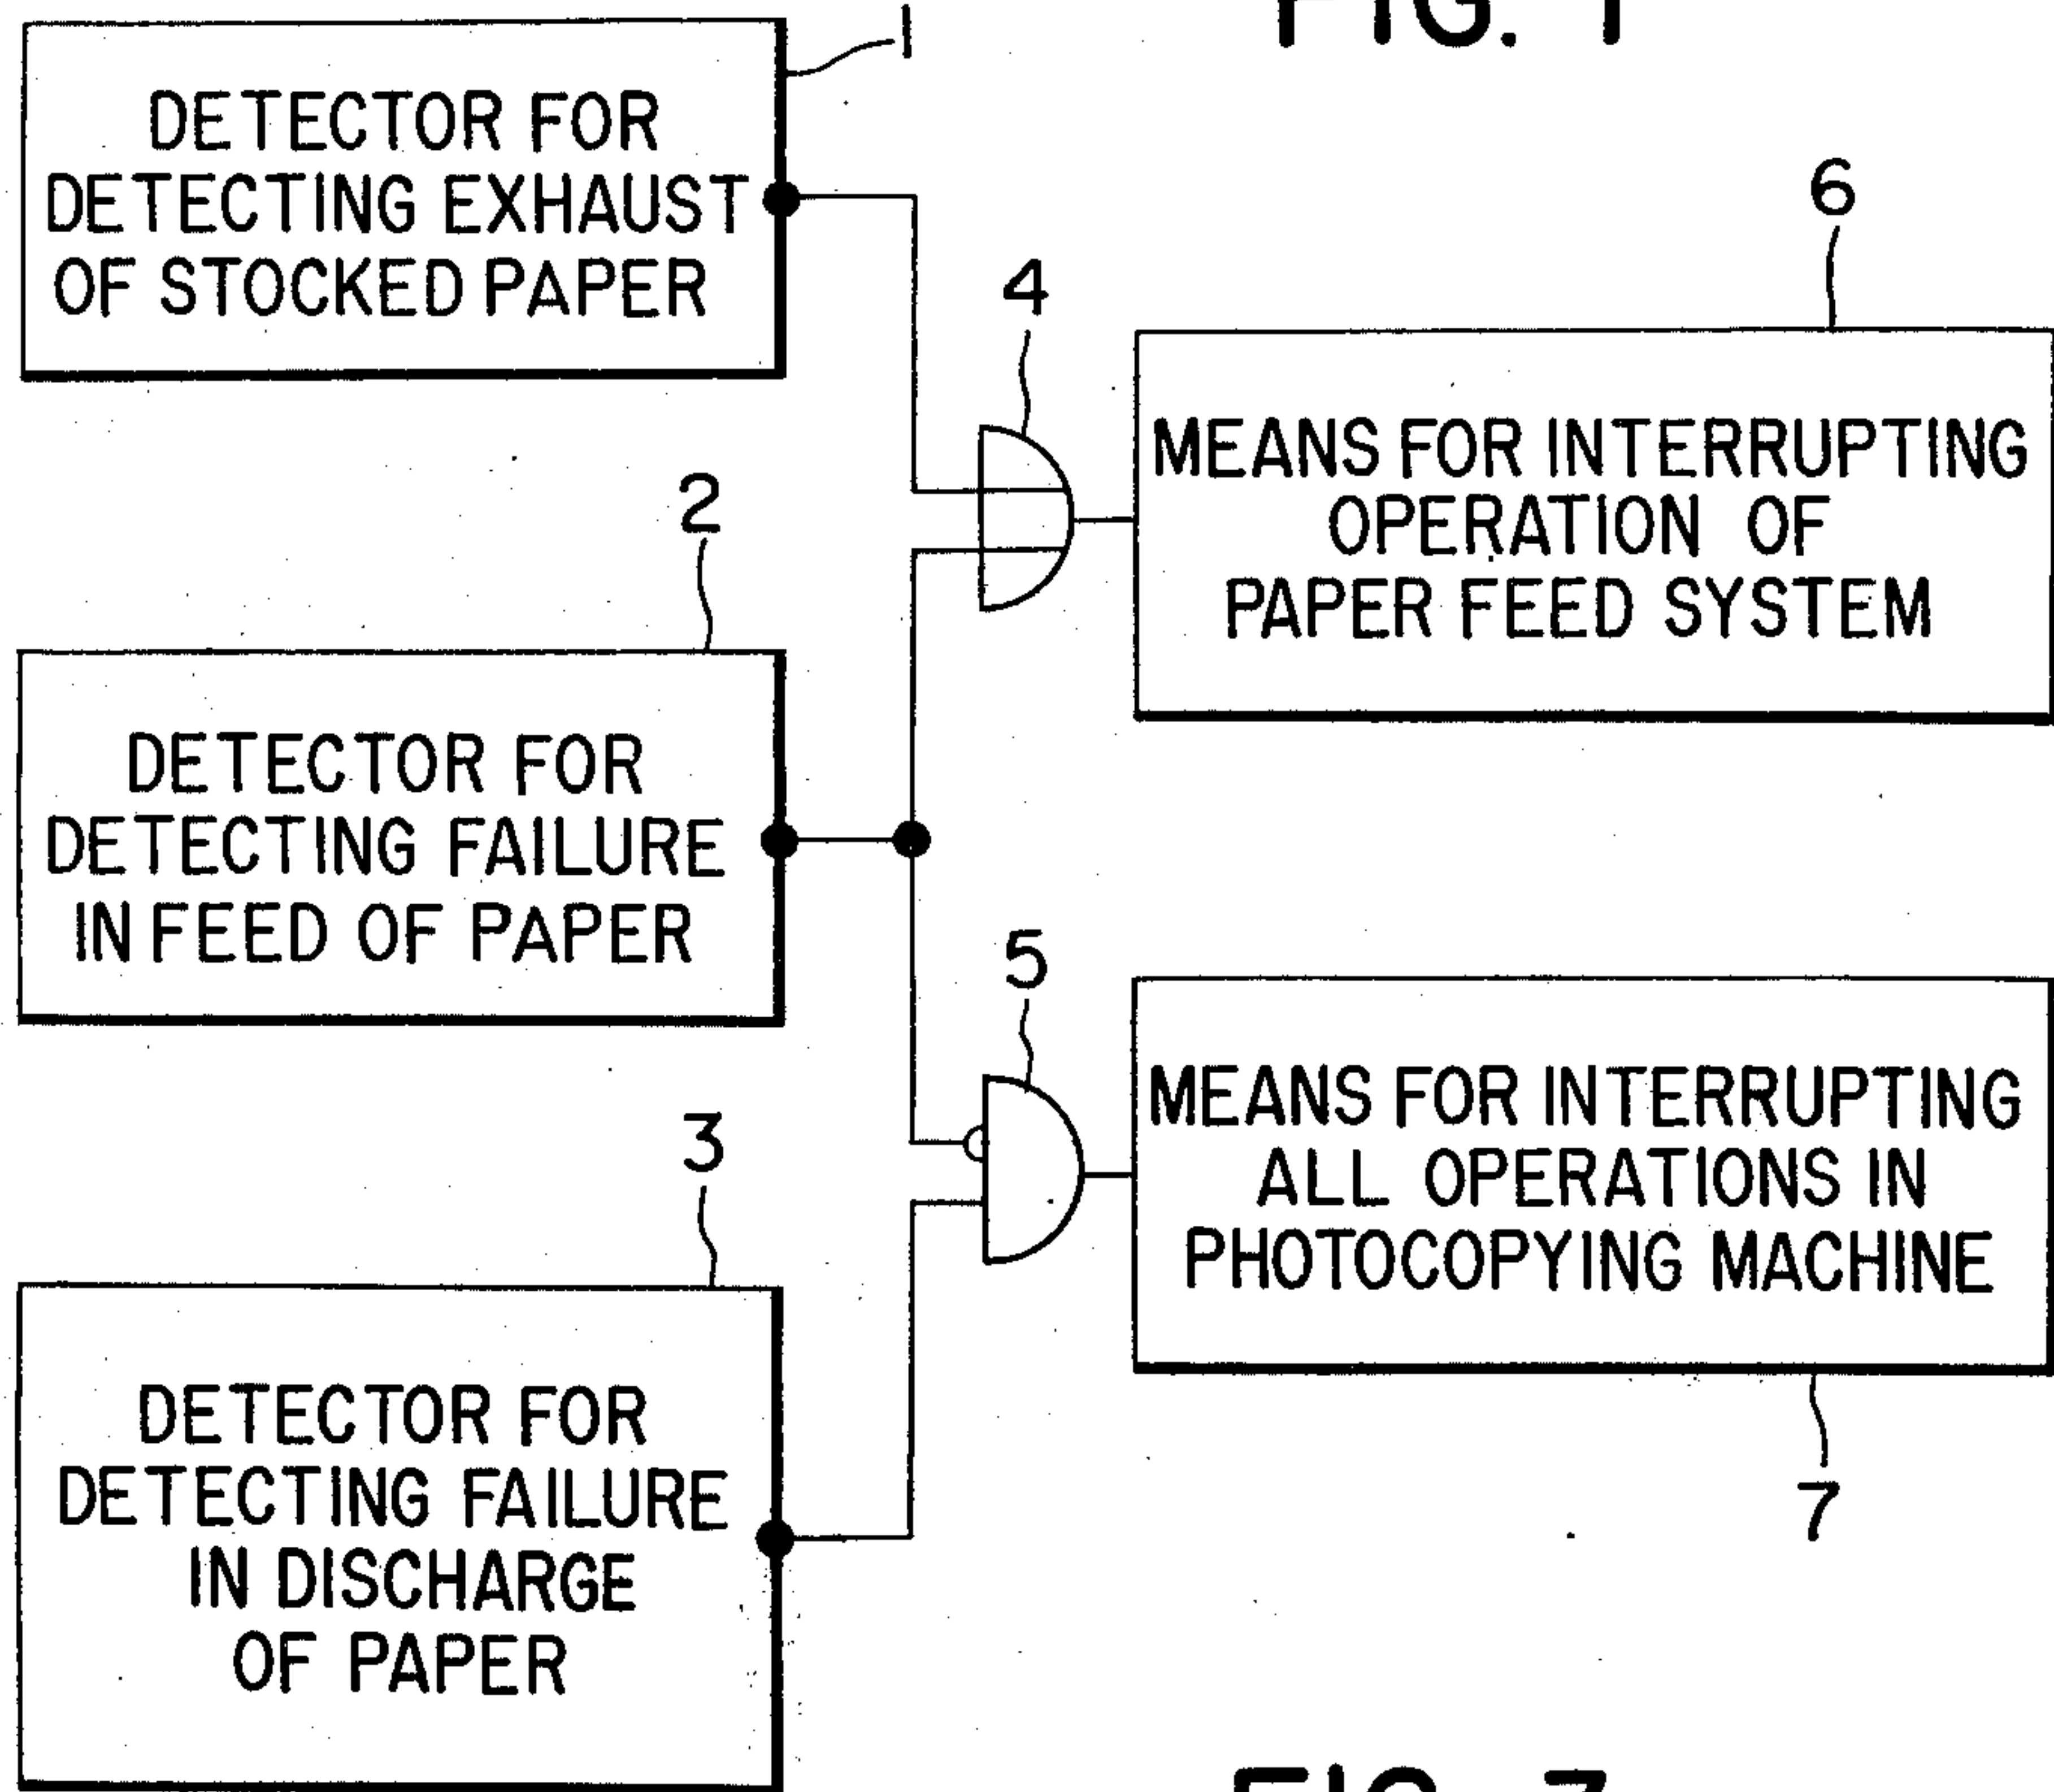 FIG. 1
1
DETECTOR FOR
DETECTING EXHAUST
OF STOCKED PAPER
6
4
MEANS FOR INTERRUPTING
OPERATION OF
PAPER FEED SYSTEM
2
DETECTOR FOR
DETECTING FAILURE
IN FEED OF PAPER
5
MEANS FOR INTERRUPTING
ALL OPERATIONS IN
PHOTOCOPYING MACHINE
3
7
DETECTOR FOR
DETECTING FAILURE
IN DISCHARGE
OF PAPER